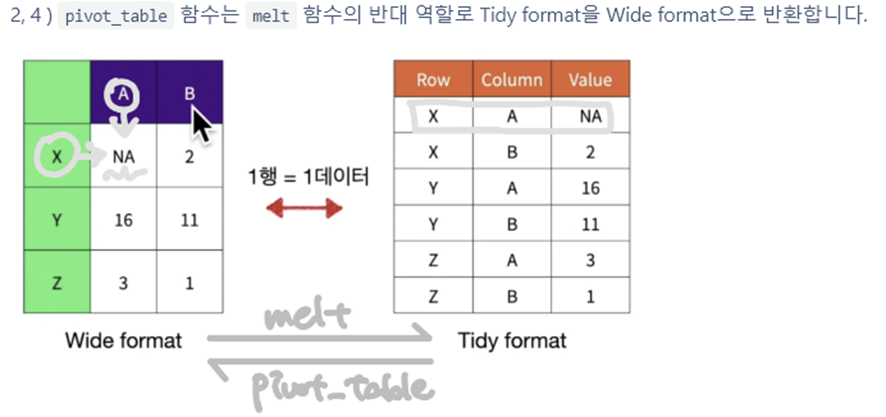 2, 4 ) pivot_table 함수는 melt 함수의 반대 역할로 Tidy format을 Wide format으로 반환합니다.
A B
X NA 2
Y 16 11
Z 3 1
Wide format
1행 = 1데이터
Row Column Value
X A NA
X B 2
Y A 16
Y B 11
Z A 3
Z B 1
Tidy format
melt
pivot_table